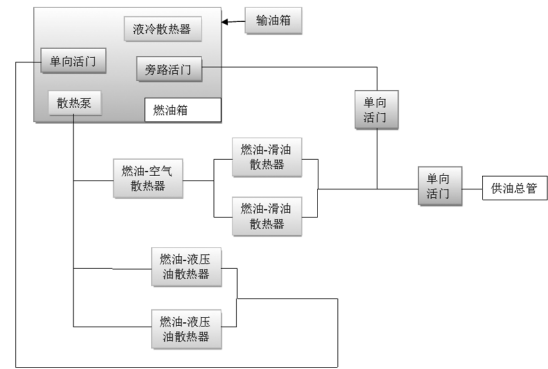 液冷散热器
输油箱
单向活门
旁路活门
散热泵
燃油箱
单向
活门
燃油-空气
散热器
燃油-滑油
散热器
燃油-滑油
散热器
单向
活门
供油总管
燃油-液压
油散热器
燃油-液压
油散热器